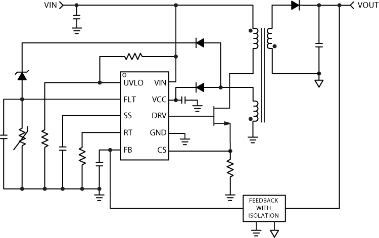 VIN VOUT
UVLO VIN
FLT VCC
SS DRV
RT GND
FB CS
FEEDBACK
WITH
ISOLATION